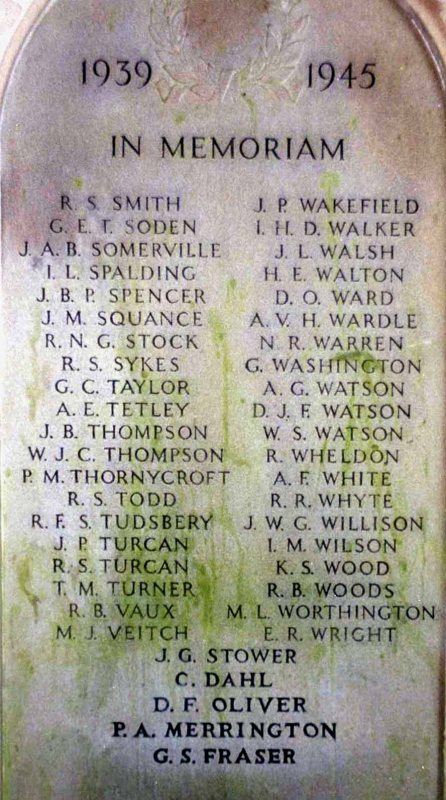 1939 1945
IN MEMORIAM
R. S. SMITH
G. E. T. SODEN
J. A. B. SOMERVILLE
I. L. SPALDING
J. B. P. SPENCER
J. M. SQUANCE
R. N. G. STOCK
R. S. SYKES
G. C. TAYLOR
A. E. TETLEY
J. B. THOMPSON
W. J. C. THOMPSON
P. M. THORNYCROFT
R. S. TODD
R. F. S. TUDSBERY
J. P. TURCAN
R. S. TURCAN
T. M. TURNER
R. B. VAUX
M. J. VEITCH
J. P. WAKEFIELD
I. H. D. WALKER
J. L. WALSH
H. E. WALTON
D. O. WARD
A. V. H. WARDLE
N. R. WARREN
G. WASHINGTON
A. G. WATSON
D. J. F. WATSON
W. S. WATSON
R. WHELDON
A. F. WHITE
R. R. WHYTE
J. W. G. WILLISON
I. M. WILSON
K. S. WOOD
R. B. WOODS
M. L. WORTHINGTON
E. R. WRIGHT
J. G. STOWER
C. DAHL
D. F. OLIVER
P. A. MERRINGTON
G. S. FRASER